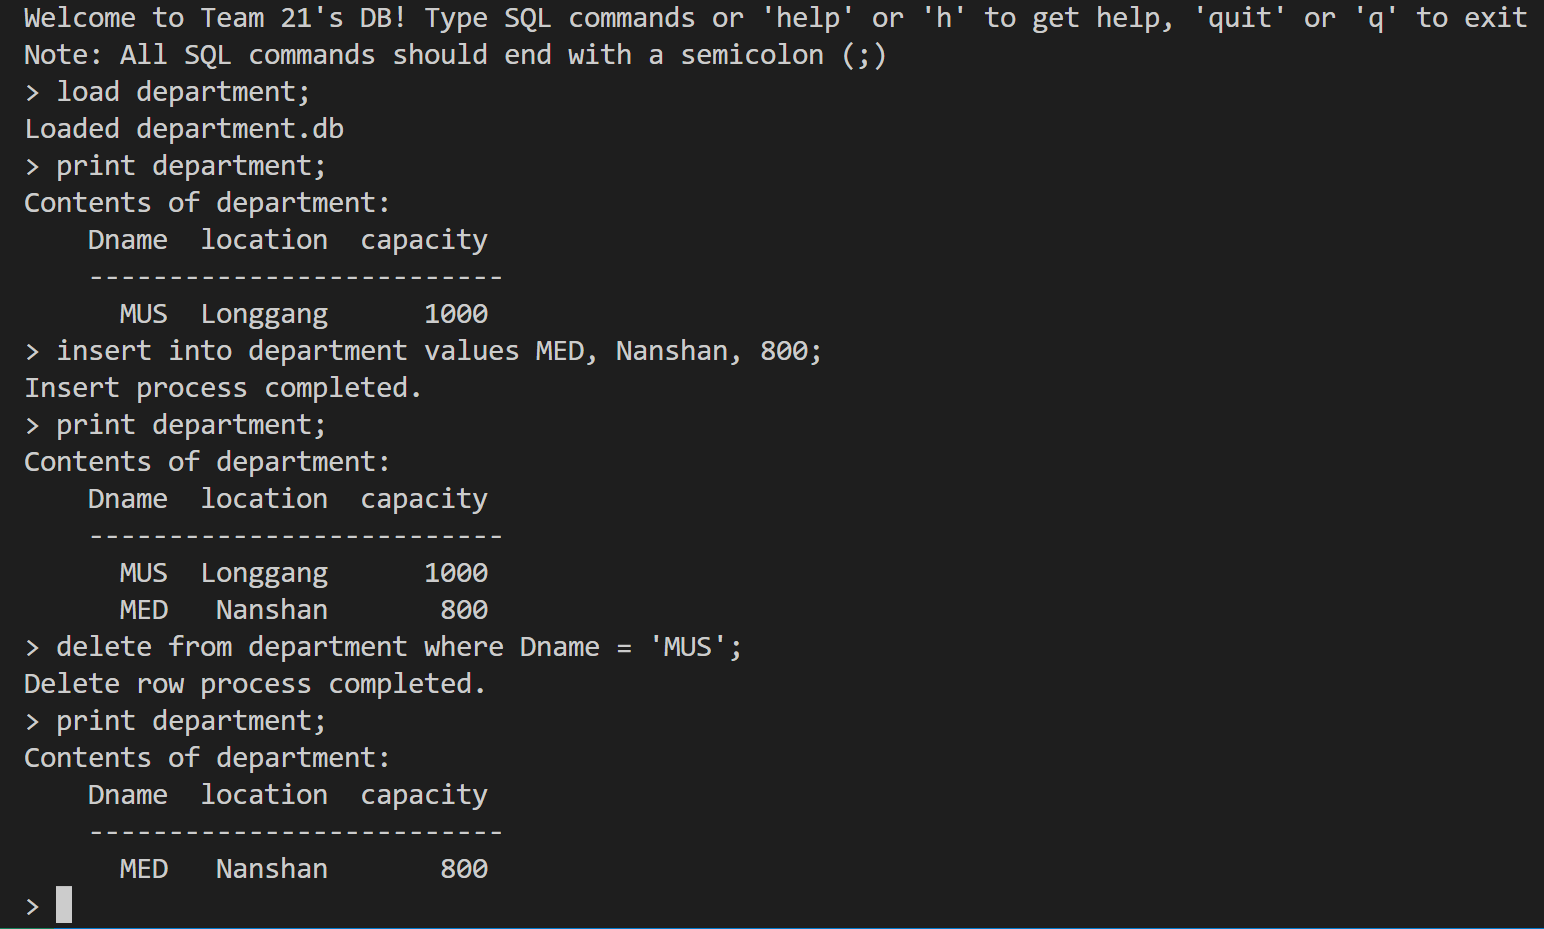 Welcome to Team 21's DB! Type SQL commands or 'help' or 'h' to get help, 'quit' or 'q' to exit
Note: All SQL commands should end with a semicolon (;)
> load department;
Loaded department.db
> print department;
Contents of department:
    Dname  location  capacity
    --------------------------
      MUS  Longgang      1000
> insert into department values MED, Nanshan, 800;
Insert process completed.
> print department;
Contents of department:
    Dname  location  capacity
    --------------------------
      MUS  Longgang      1000
      MED   Nanshan       800
> delete from department where Dname = 'MUS';
Delete row process completed.
> print department;
Contents of department:
    Dname  location  capacity
    --------------------------
      MED   Nanshan       800
>